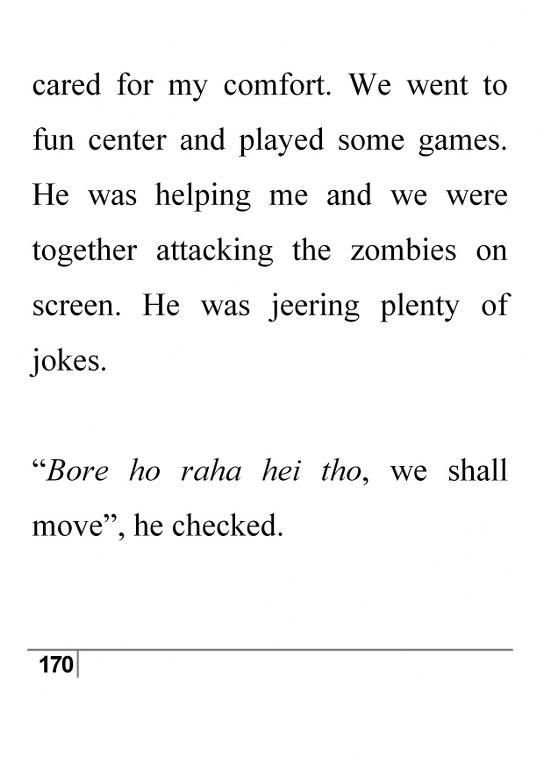 cared for my comfort. We went to
fun center and played some games.
He was helping me and we were
together attacking the zombies on
screen. He was jeering plenty of
jokes.
“Bore ho raha hei tho, we shall
move”, he checked.
170